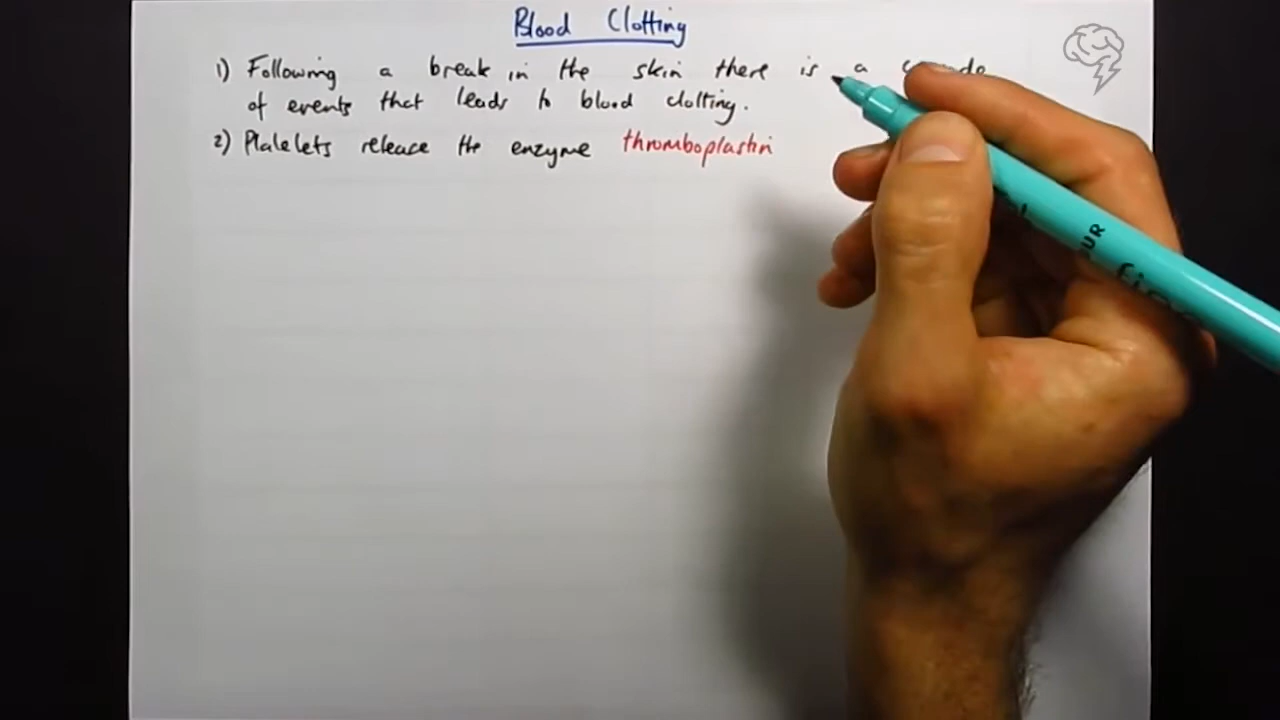 Blood Clotting
1) Following a break in the skin there is a
of events that leads to blood clotting.
2) Platelets release the enzyme thromboplastin
UR